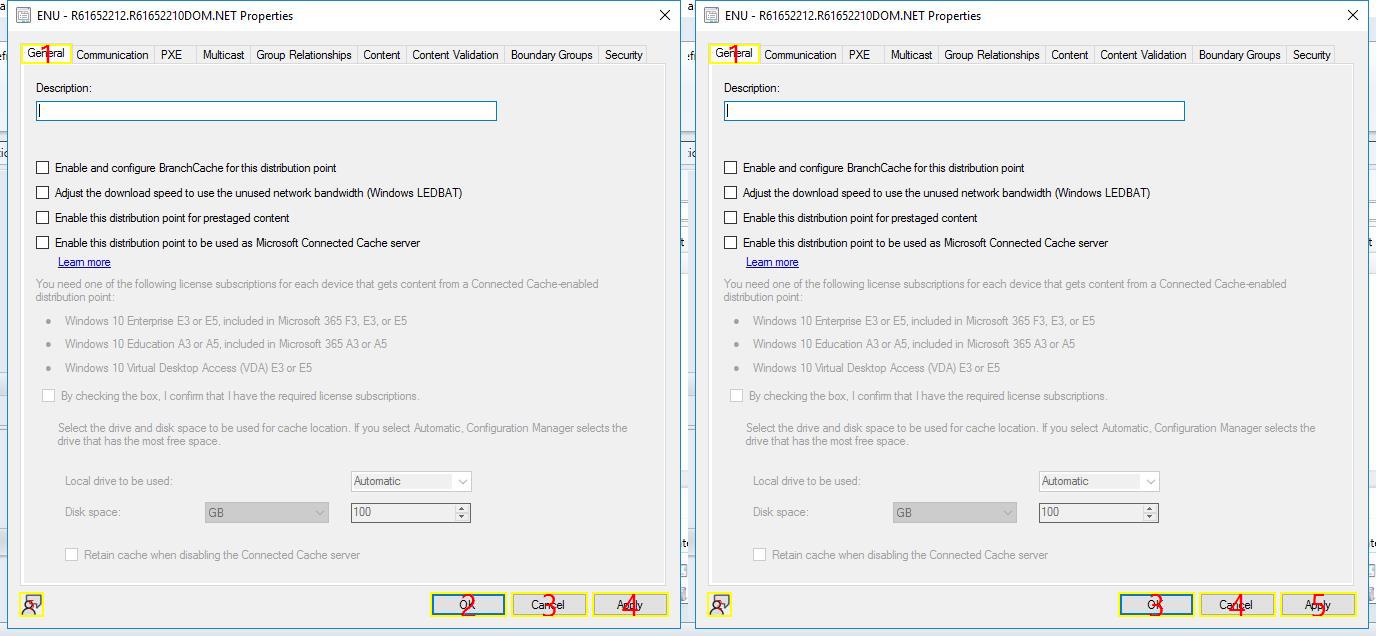 ENU - R61652212.R61652210DOM.NET Properties
General Communication PXE Multicast Group Relationships Content Content Validation Boundary Groups Security
1
Description:
Enable and configure BranchCache for this distribution point
Adjust the download speed to use the unused network bandwidth (Windows LEDBAT)
Enable this distribution point for prestaged content
Enable this distribution point to be used as Microsoft Connected Cache server
Learn more
You need one of the following license subscriptions for each device that gets content from a Connected Cache-enabled
distribution point:
• Windows 10 Enterprise E3 or E5, included in Microsoft 365 F3, E3, or E5
• Windows 10 Education A3 or A5, included in Microsoft 365 A3 or A5
• Windows 10 Virtual Desktop Access (VDA) E3 or E5
By checking the box, I confirm that I have the required license subscriptions.
Select the drive and disk space to be used for cache location. If you select Automatic, Configuration Manager selects the
drive that has the most free space.
Local drive to be used: Automatic
Disk space: GB 100
Retain cache when disabling the Connected Cache server
OK Cancel Apply
2 3 4
ENU - R61652212.R61652210DOM.NET Properties
General Communication PXE Multicast Group Relationships Content Content Validation Boundary Groups Security
1
Description:
Enable and configure BranchCache for this distribution point
Adjust the download speed to use the unused network bandwidth (Windows LEDBAT)
Enable this distribution point for prestaged content
Enable this distribution point to be used as Microsoft Connected Cache server
Learn more
You need one of the following license subscriptions for each device that gets content from a Connected Cache-enabled
distribution point:
• Windows 10 Enterprise E3 or E5, included in Microsoft 365 F3, E3, or E5
• Windows 10 Education A3 or A5, included in Microsoft 365 A3 or A5
• Windows 10 Virtual Desktop Access (VDA) E3 or E5
By checking the box, I confirm that I have the required license subscriptions.
Select the drive and disk space to be used for cache location. If you select Automatic, Configuration Manager selects the
drive that has the most free space.
Local drive to be used: Automatic
Disk space: GB 100
Retain cache when disabling the Connected Cache server
OK Cancel Apply
3 4 5